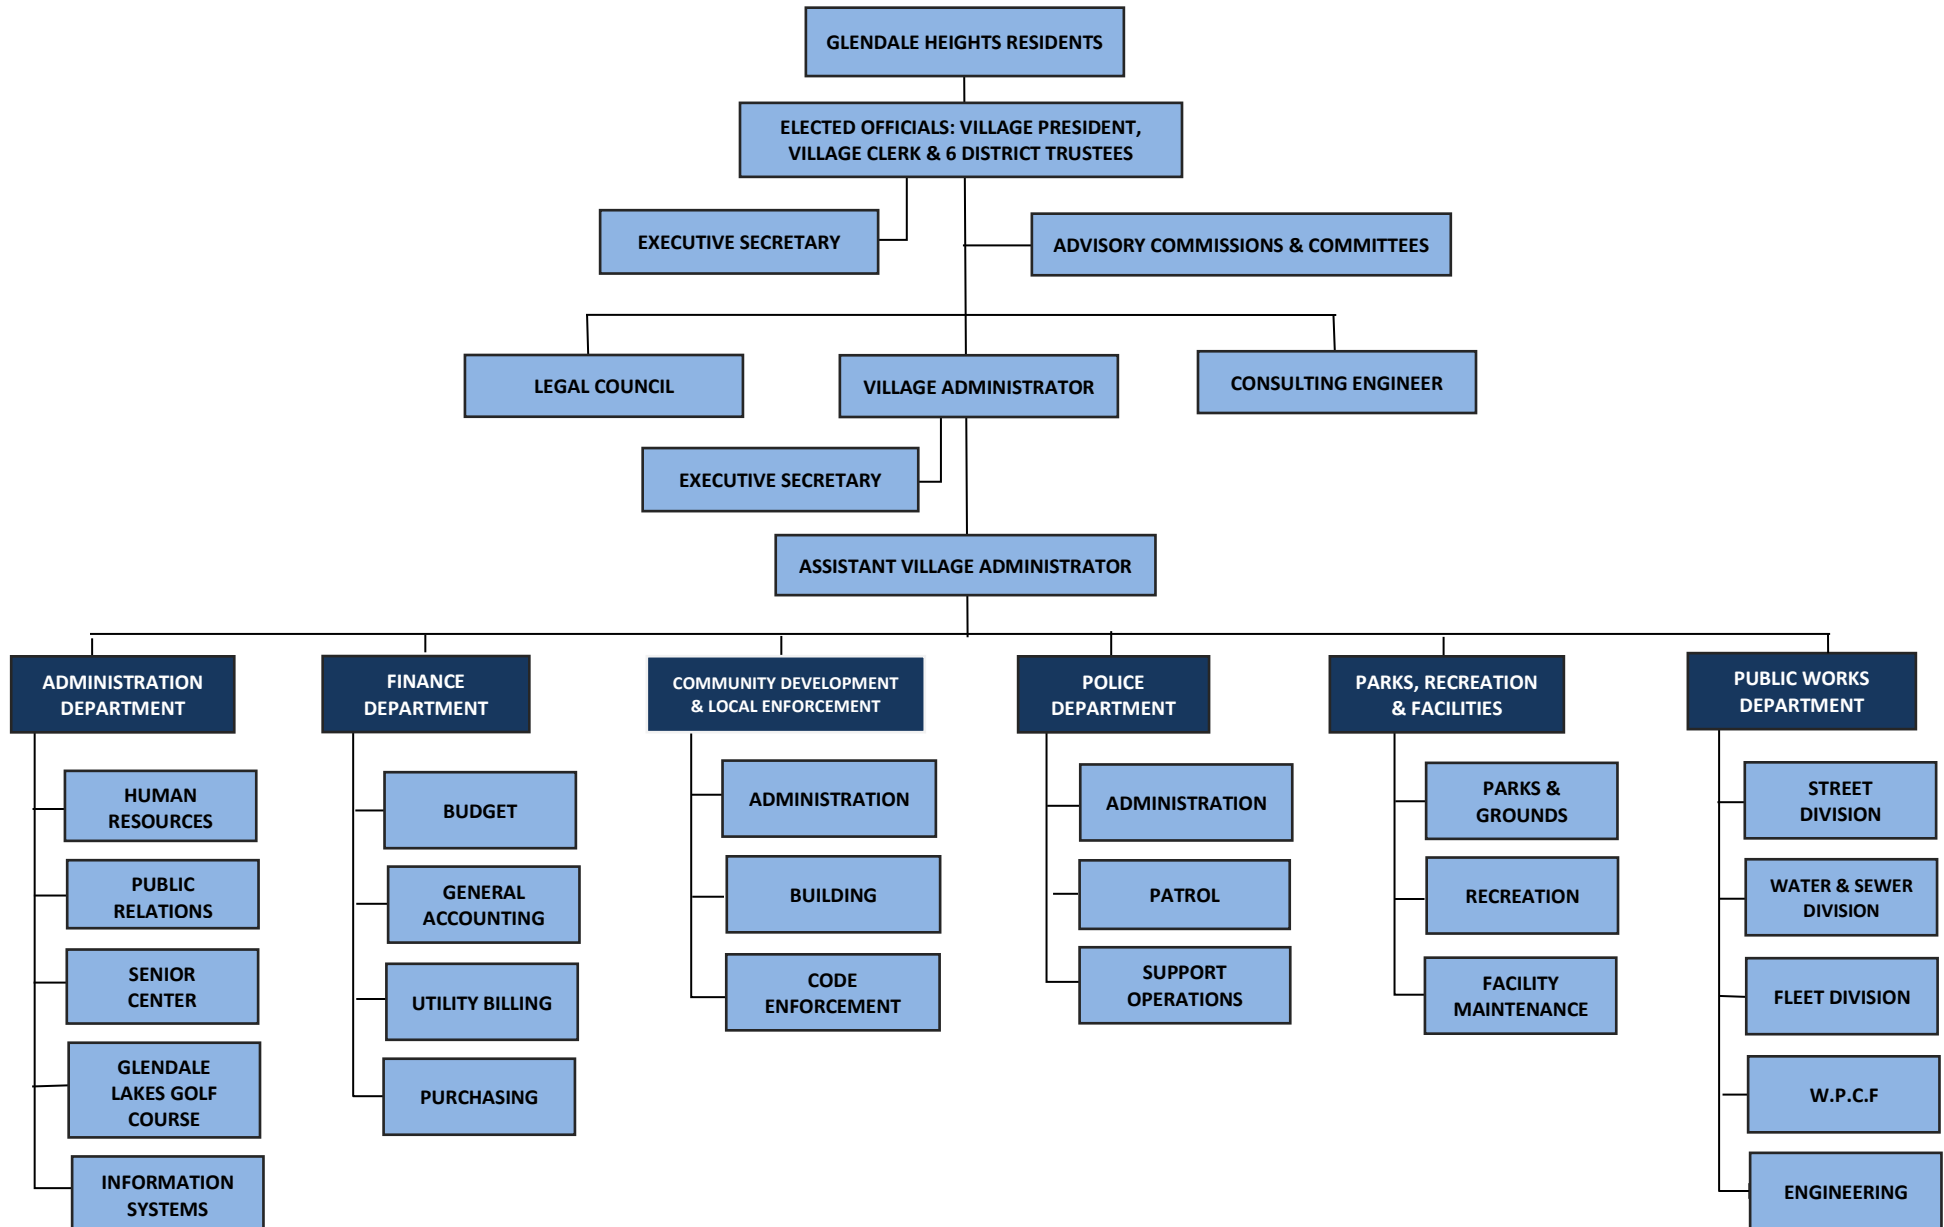 GLENDALE HEIGHTS RESIDENTS
ELECTED OFFICIALS: VILLAGE PRESIDENT,
VILLAGE CLERK & 6 DISTRICT TRUSTEES
EXECUTIVE SECRETARY
ADVISORY COMMISSIONS & COMMITTEES
LEGAL COUNCIL
VILLAGE ADMINISTRATOR
CONSULTING ENGINEER
EXECUTIVE SECRETARY
ASSISTANT VILLAGE ADMINISTRATOR
ADMINISTRATION
DEPARTMENT
HUMAN
RESOURCES
PUBLIC
RELATIONS
SENIOR
CENTER
GLENDALE
LAKES GOLF
COURSE
INFORMATION
SYSTEMS
FINANCE
DEPARTMENT
BUDGET
GENERAL
ACCOUNTING
UTILITY BILLING
PURCHASING
COMMUNITY DEVELOPMENT
& LOCAL ENFORCEMENT
ADMINISTRATION
BUILDING
CODE
ENFORCEMENT
POLICE
DEPARTMENT
ADMINISTRATION
PATROL
SUPPORT
OPERATIONS
PARKS, RECREATION
& FACILITIES
PARKS &
GROUNDS
RECREATION
FACILITY
MAINTENANCE
PUBLIC WORKS
DEPARTMENT
STREET
DIVISION
WATER & SEWER
DIVISION
FLEET DIVISION
W.P.C.F
ENGINEERING